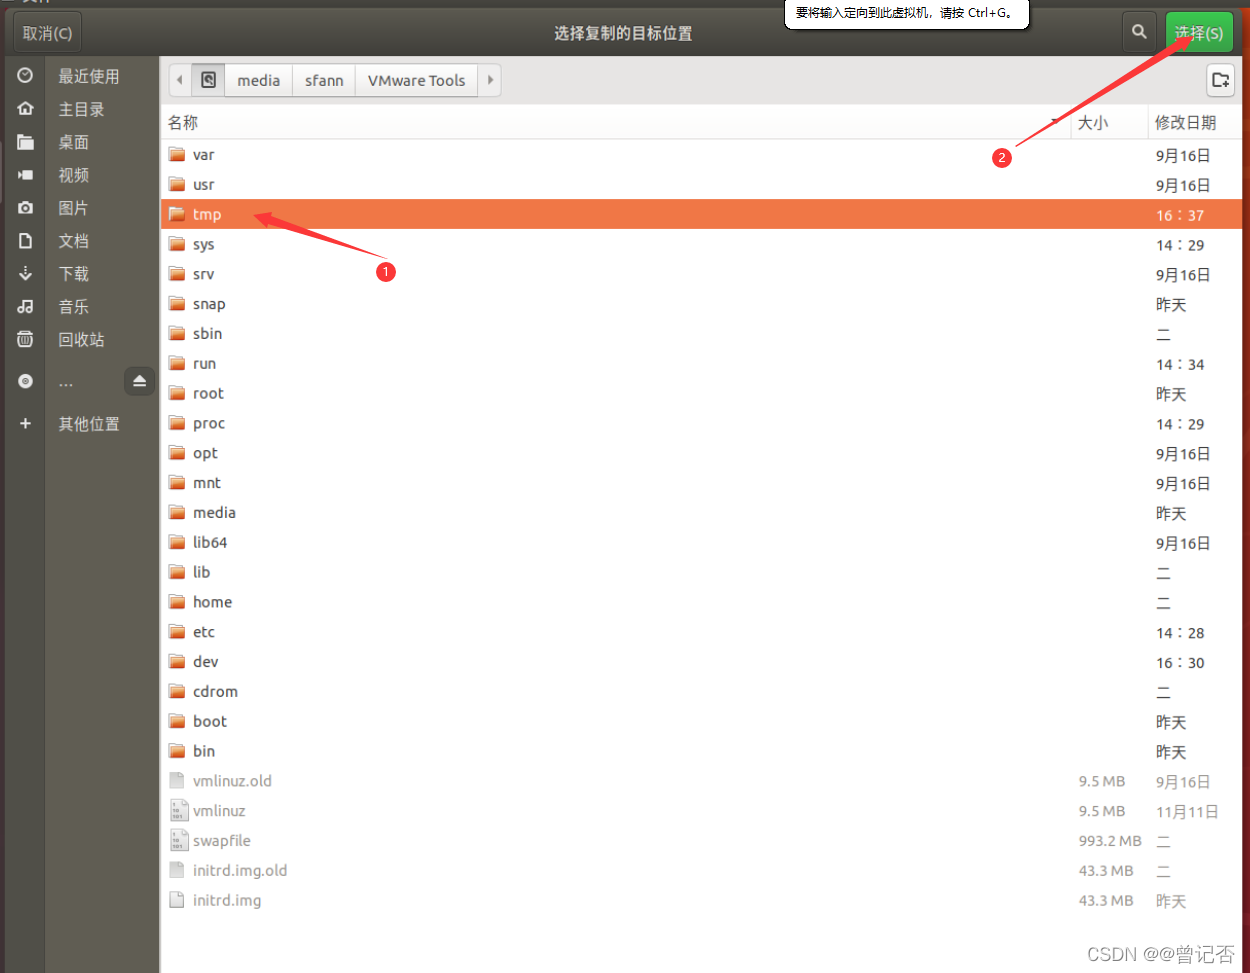 要将输入定向到此虚拟机，请按 Ctrl+G。
取消(C)
选择复制的目标位置
选择(S)
最近使用
主目录
桌面
视频
图片
文档
下载
音乐
回收站
...
其他位置
media sfann VMware Tools
名称 大小 修改日期
var 9月16日
usr 9月16日
tmp 16：37
sys 14：29
srv 9月16日
snap 昨天
sbin 二
run 14：34
root 昨天
proc 14：29
opt 9月16日
mnt 9月16日
media 昨天
lib64 9月16日
lib 二
home 二
etc 14：28
dev 16：30
cdrom 二
boot 昨天
bin 昨天
vmlinuz.old 9.5 MB 9月16日
vmlinuz 9.5 MB 11月11日
swapfile 993.2 MB 二
initrd.img.old 43.3 MB 二
initrd.img 43.3 MB 昨天
1
2
CSDN @@曾记否